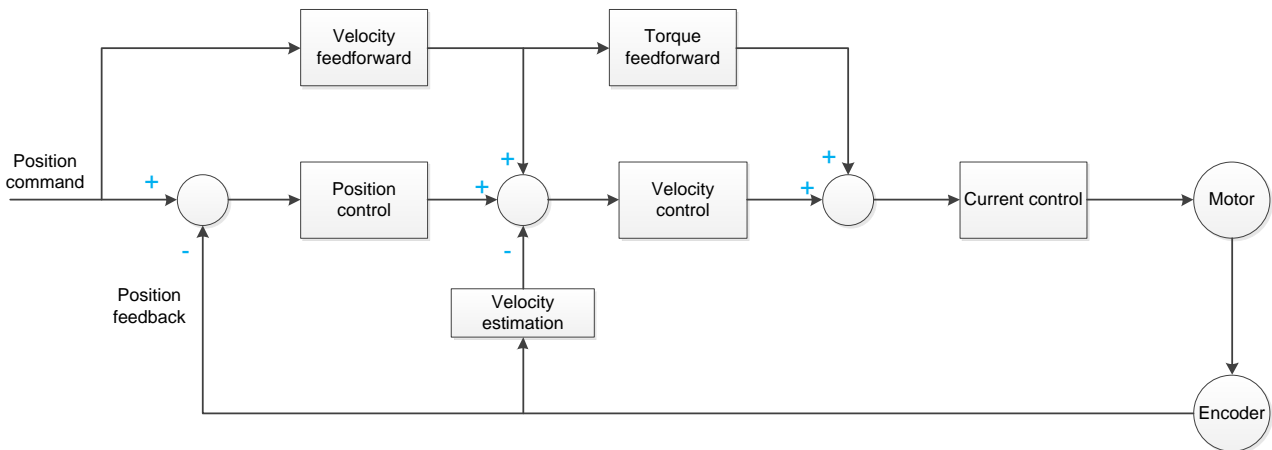 Velocity
feedforward
Torque
feedforward
Position
command
+
Position
control
+
+
Velocity
control
+
+
Current control
Motor
-
-
Position
feedback
Velocity
estimation
Encoder